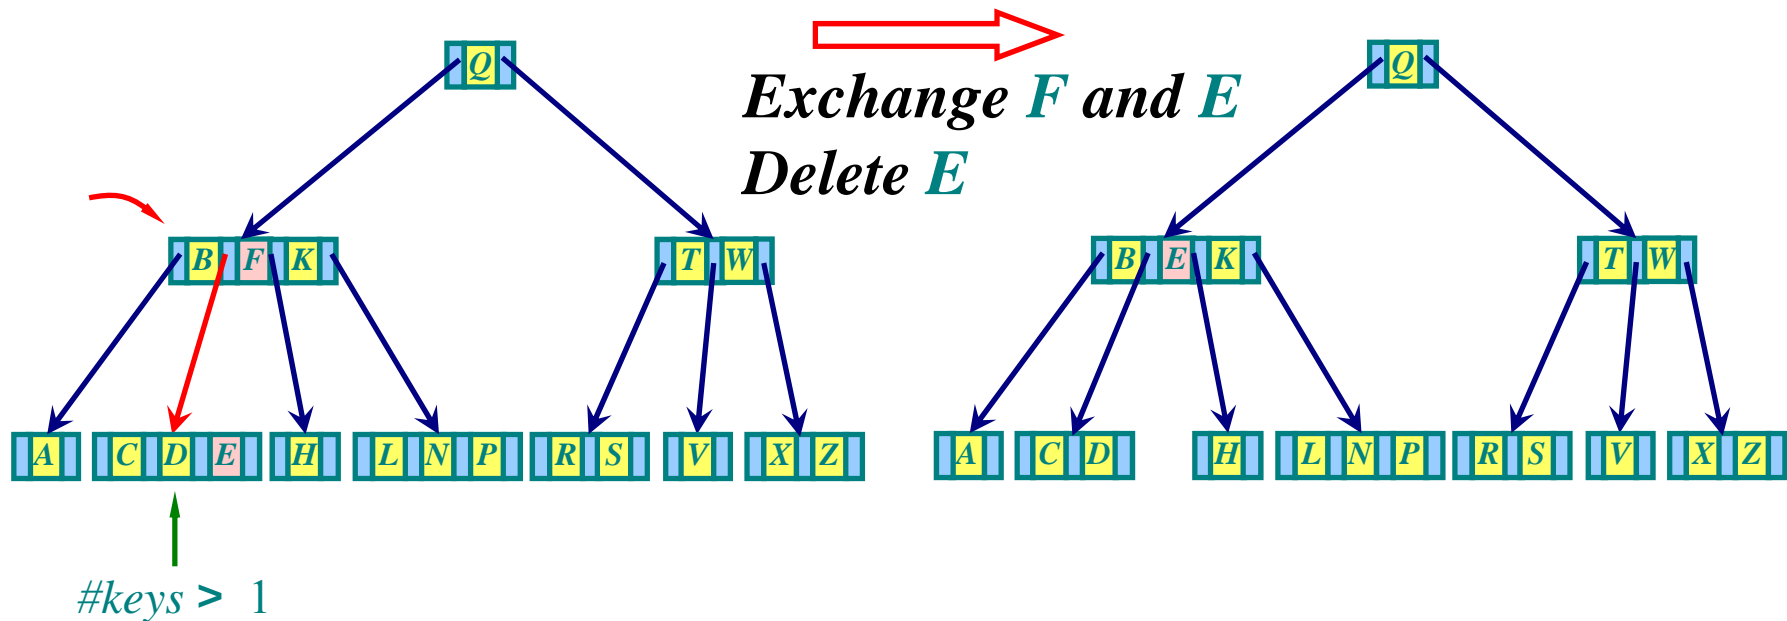 Q
Exchange F and E
Delete E
Q
B F K
T W
B E K
T W
A
C D E
H
L N P
R S
V
X Z
A
C D
H
L N P
R S
V
X Z
#keys > 1